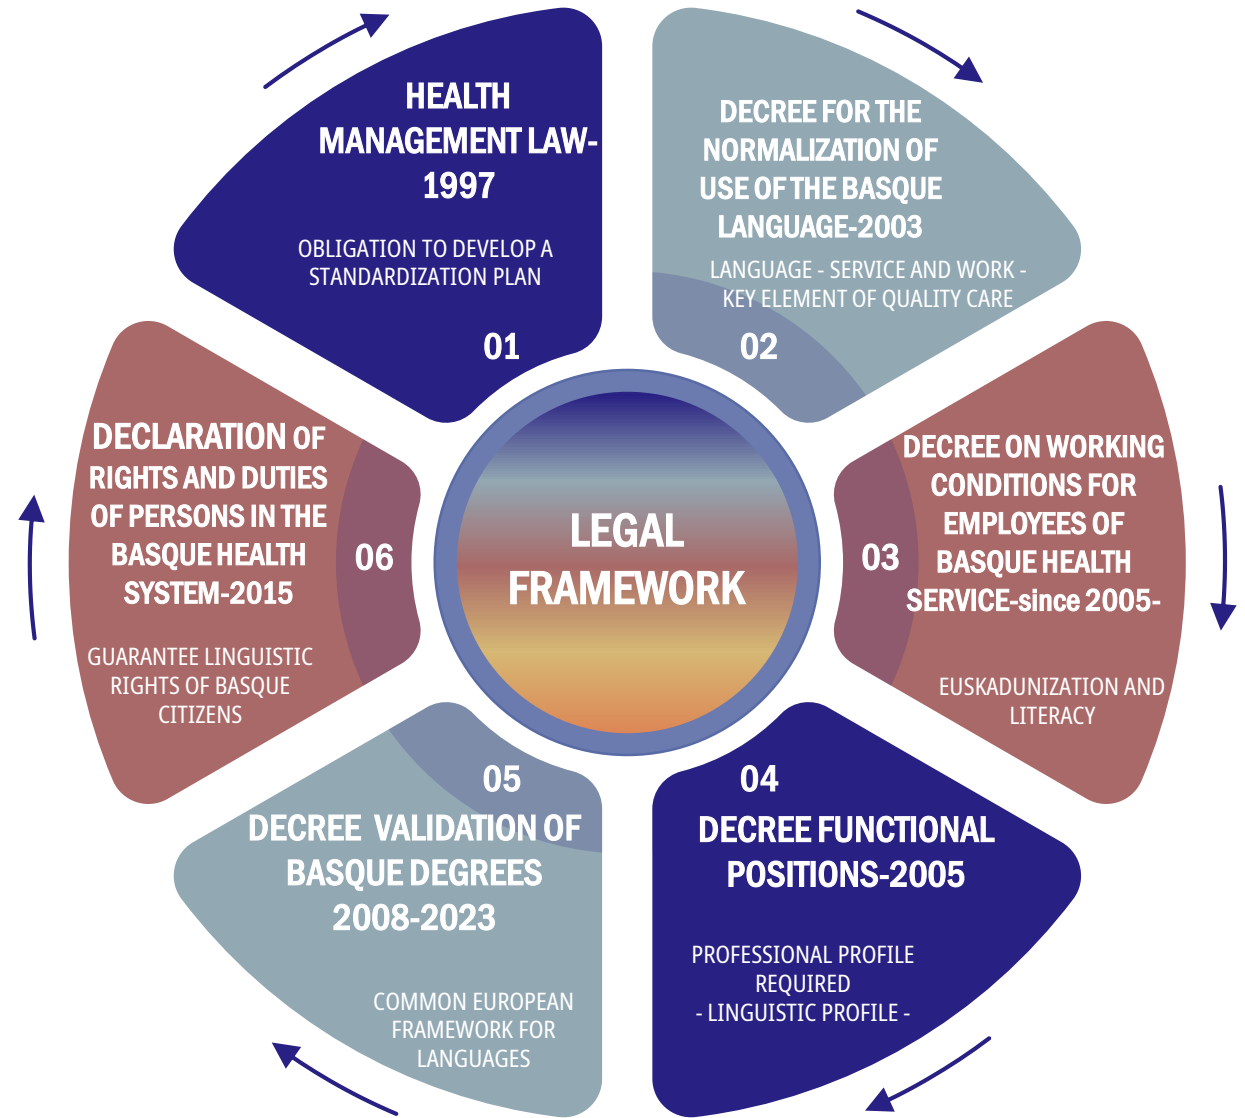 HEALTH
MANAGEMENT LAW-
1997
OBLIGATION TO DEVELOP A
STANDARDIZATION PLAN
01
DECREE FOR THE
NORMALIZATION OF
USE OF THE BASQUE
LANGUAGE-2003
LANGUAGE - SERVICE AND WORK -
KEY ELEMENT OF QUALITY CARE
02
DECREE ON WORKING
CONDITIONS FOR
EMPLOYEES OF
BASQUE HEALTH
SERVICE-since 2005-
03
EUSKADUNIZATION AND
LITERACY
04
DECREE FUNCTIONAL
POSITIONS-2005
PROFESSIONAL PROFILE
REQUIRED
- LINGUISTIC PROFILE -
05
DECREE VALIDATION OF
BASQUE DEGREES
2008-2023
COMMON EUROPEAN
FRAMEWORK FOR
LANGUAGES
DECLARATION OF
RIGHTS AND DUTIES
OF PERSONS IN THE
BASQUE HEALTH
SYSTEM-2015
06
GUARANTEE LINGUISTIC
RIGHTS OF BASQUE
CITIZENS
LEGAL
FRAMEWORK